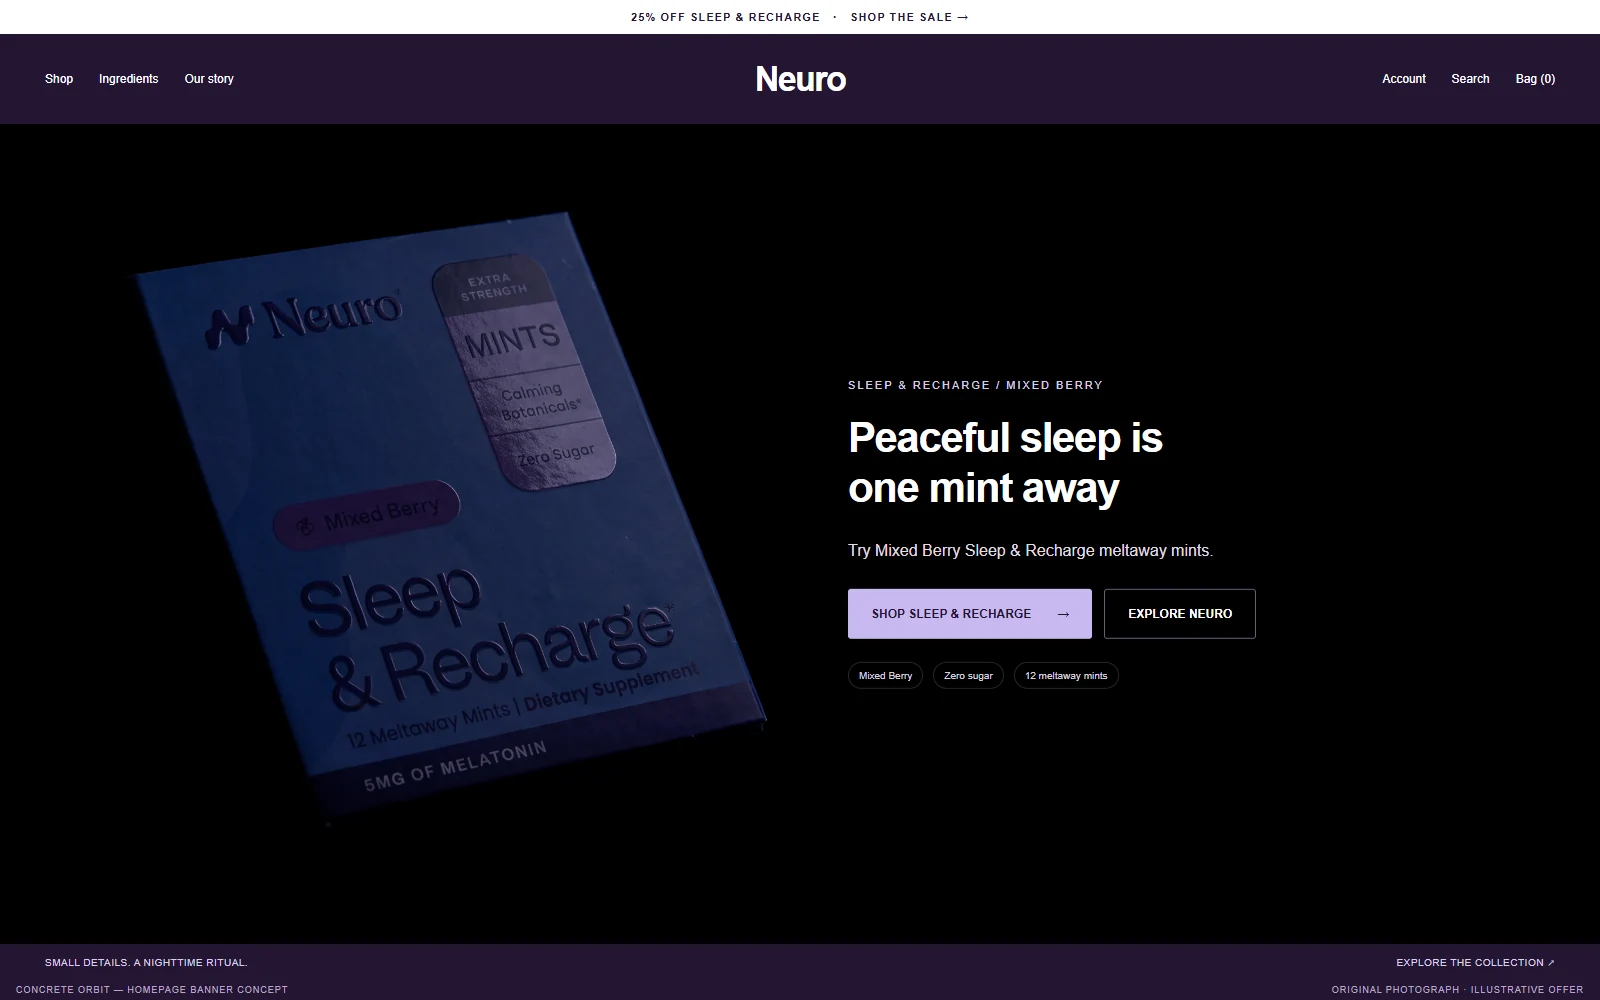 25% OFF SLEEP & RECHARGE · SHOP THE SALE →
Shop Ingredients Our story
Neuro
Account Search Bag (0)
Neuro
EXTRA
STRENGTH
MINTS
Calming
Botanicals*
Zero Sugar
Mixed Berry
Sleep
& Recharge*
12 Meltaway Mints | Dietary Supplement
5MG OF MELATONIN
SLEEP & RECHARGE / MIXED BERRY
Peaceful sleep is
one mint away
Try Mixed Berry Sleep & Recharge meltaway mints.
SHOP SLEEP & RECHARGE →
EXPLORE NEURO
Mixed Berry
Zero sugar
12 meltaway mints
SMALL DETAILS. A NIGHTTIME RITUAL.
EXPLORE THE COLLECTION ↗
CONCRETE ORBIT — HOMEPAGE BANNER CONCEPT
ORIGINAL PHOTOGRAPH · ILLUSTRATIVE OFFER